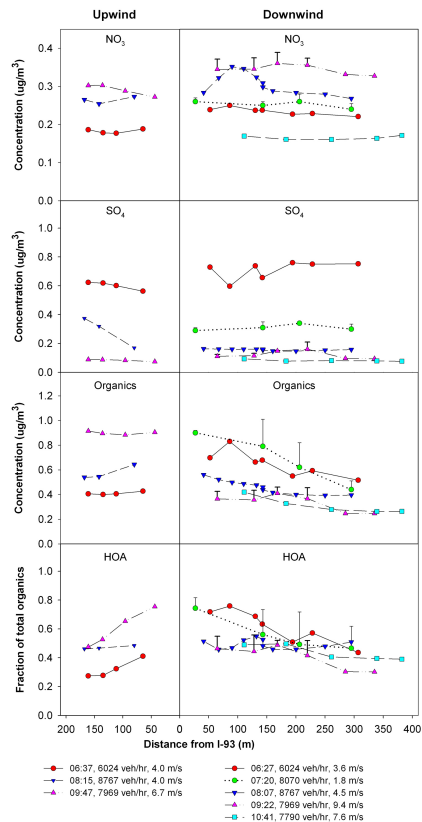 Upwind Downwind
NO3 NO3
Concentration (ug/m3)
0.4
0.3
0.2
0.1
0.0
SO4 SO4
Concentration (ug/m3)
1.0
0.8
0.6
0.4
0.2
0.0
Organics Organics
Concentration (ug/m3)
1.2
1.0
0.8
0.6
0.4
0.2
0.0
HOA HOA
Fraction of total organics
1.0
0.8
0.6
0.4
0.2
0.0
200 150 100 50 0 50 100 150 200 250 300 350 400
Distance from I-93 (m)
06:37, 6024 veh/hr, 4.0 m/s
08:15, 8767 veh/hr, 4.0 m/s
09:47, 7969 veh/hr, 6.7 m/s
06:27, 6024 veh/hr, 3.6 m/s
07:20, 8070 veh/hr, 1.8 m/s
08:07, 8767 veh/hr, 4.5 m/s
09:22, 7969 veh/hr, 9.4 m/s
10:41, 7790 veh/hr, 7.6 m/s